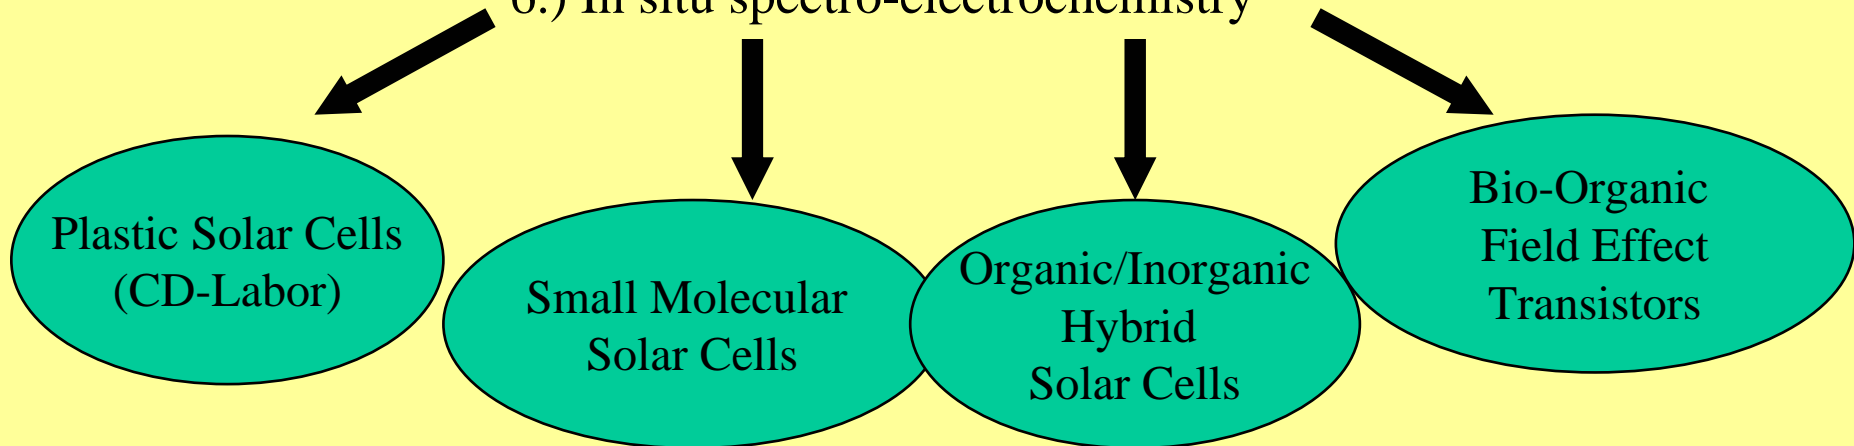 6.) In situ spectro-electrochemistry
Plastic Solar Cells
(CD-Labor)
Small Molecular
Solar Cells
Organic/Inorganic
Hybrid
Solar Cells
Bio-Organic
Field Effect
Transistors